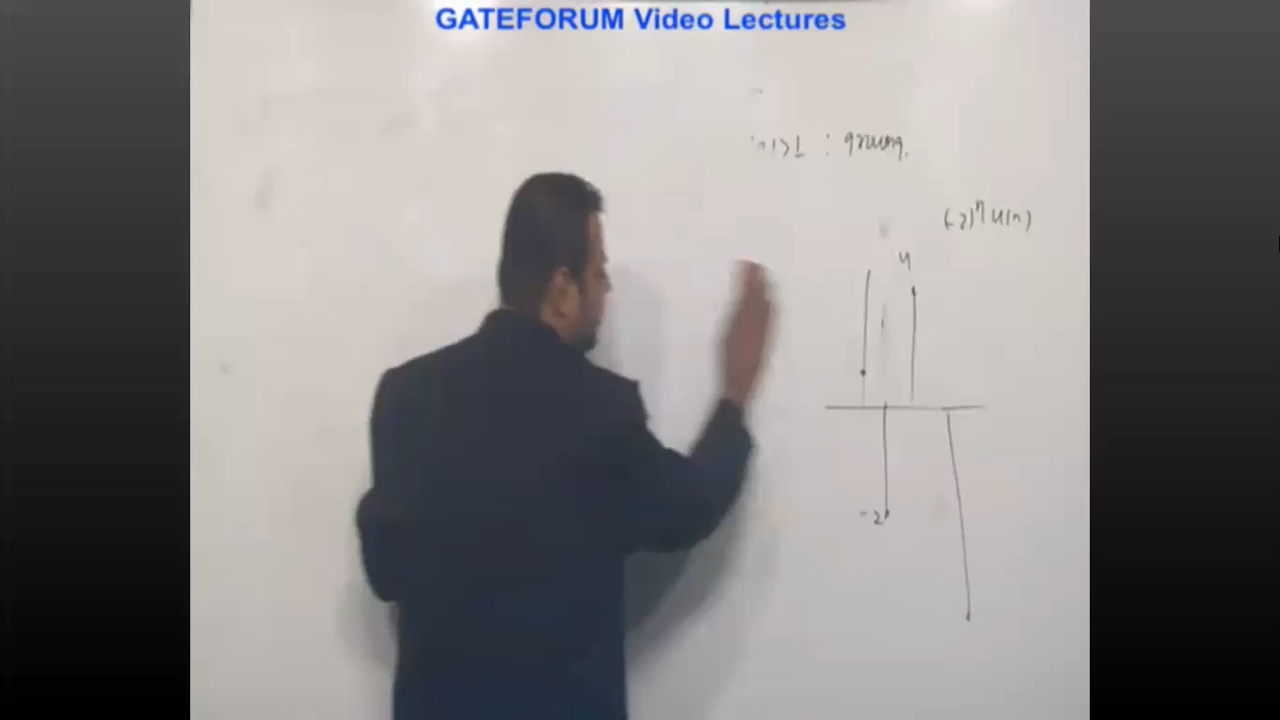 GATEFORUM Video Lectures
>1 : growing.
(-2)^n u(n)
4
-2